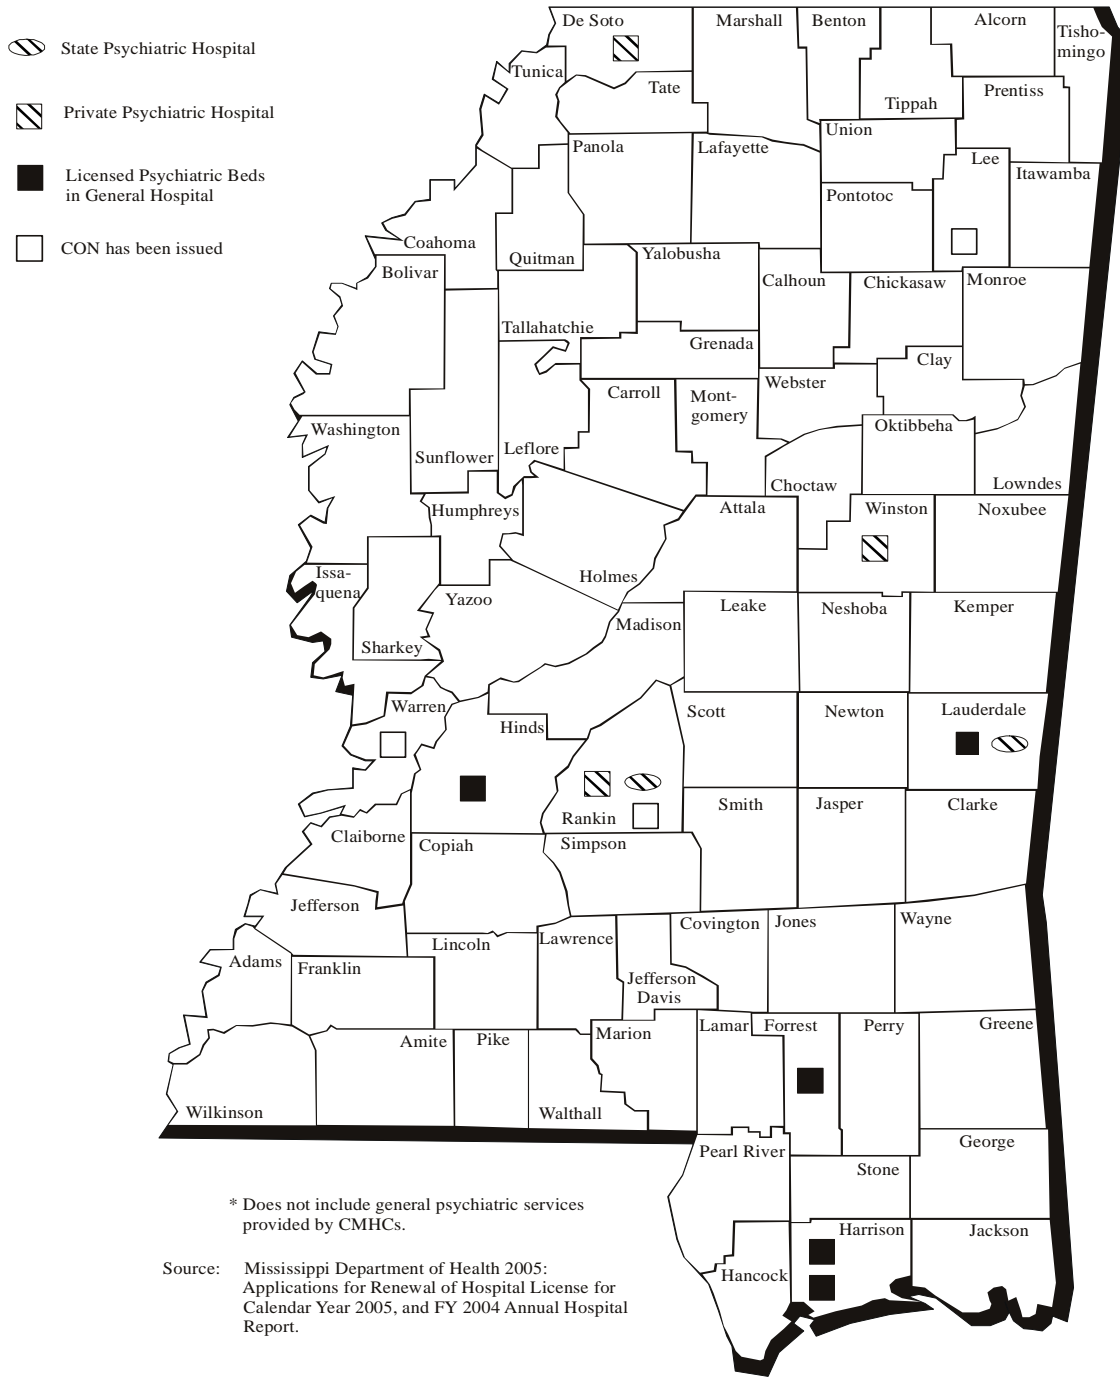 State Psychiatric Hospital
Private Psychiatric Hospital
Licensed Psychiatric Beds
in General Hospital
CON has been issued
De Soto
Marshall
Benton
Alcorn
Tisho-
mingo
Tunica
Tate
Tippah
Prentiss
Panola
Lafayette
Union
Lee
Itawamba
Pontotoc
Coahoma
Quitman
Yalobusha
Bolivar
Calhoun
Chickasaw
Monroe
Tallahatchie
Grenada
Clay
Webster
Carroll
Mont-
gomery
Washington
Oktibbeha
Sunflower
Leflore
Choctaw
Lowndes
Humphreys
Attala
Winston
Noxubee
Issa-
quena
Holmes
Yazoo
Leake
Neshoba
Kemper
Madison
Sharkey
Warren
Scott
Newton
Lauderdale
Hinds
Rankin
Smith
Jasper
Clarke
Claiborne
Copiah
Simpson
Jefferson
Covington
Jones
Wayne
Lincoln
Lawrence
Adams
Franklin
Jefferson
Davis
Amite
Pike
Marion
Lamar
Forrest
Perry
Greene
Wilkinson
Walthall
Pearl River
George
Stone
Harrison
Jackson
Hancock
* Does not include general psychiatric services
provided by CMHCs.
Source: Mississippi Department of Health 2005:
Applications for Renewal of Hospital License for
Calendar Year 2005, and FY 2004 Annual Hospital
Report.